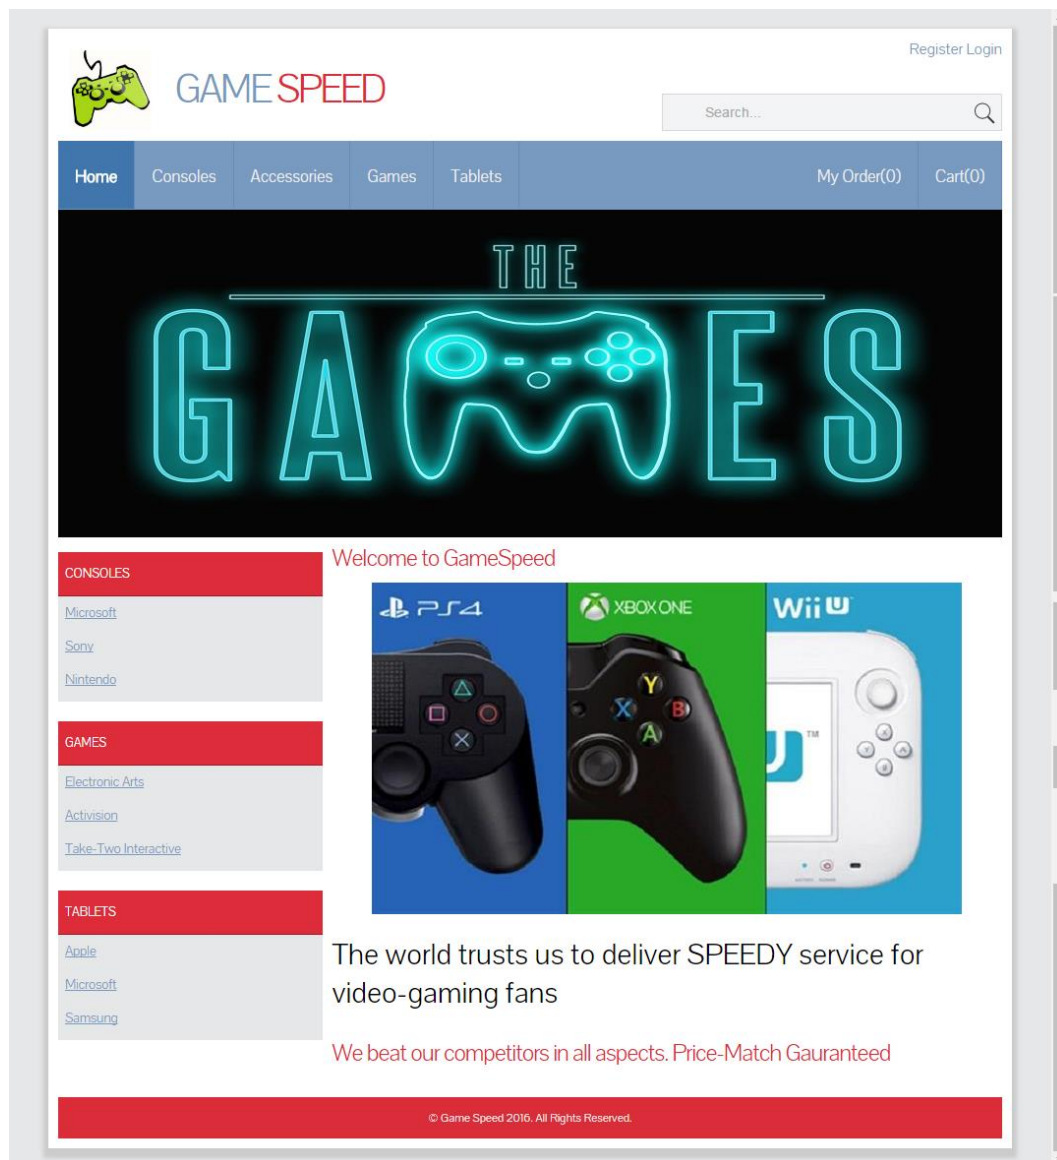 Register Login
GAME SPEED
Search...
Home Consoles Accessories Games Tablets My Order(0) Cart(0)
THE
GAMES
Welcome to GameSpeed
CONSOLES
Microsoft
Sony
Nintendo
GAMES
Electronic Arts
Activision
Take-Two Interactive
TABLETS
Apple
Microsoft
Samsung
PS4 XBOX ONE Wii U
Y
X B
A
U TM
The world trusts us to deliver SPEEDY service for
video-gaming fans
We beat our competitors in all aspects. Price-Match Gauranteed
© Game Speed 2016. All Rights Reserved.